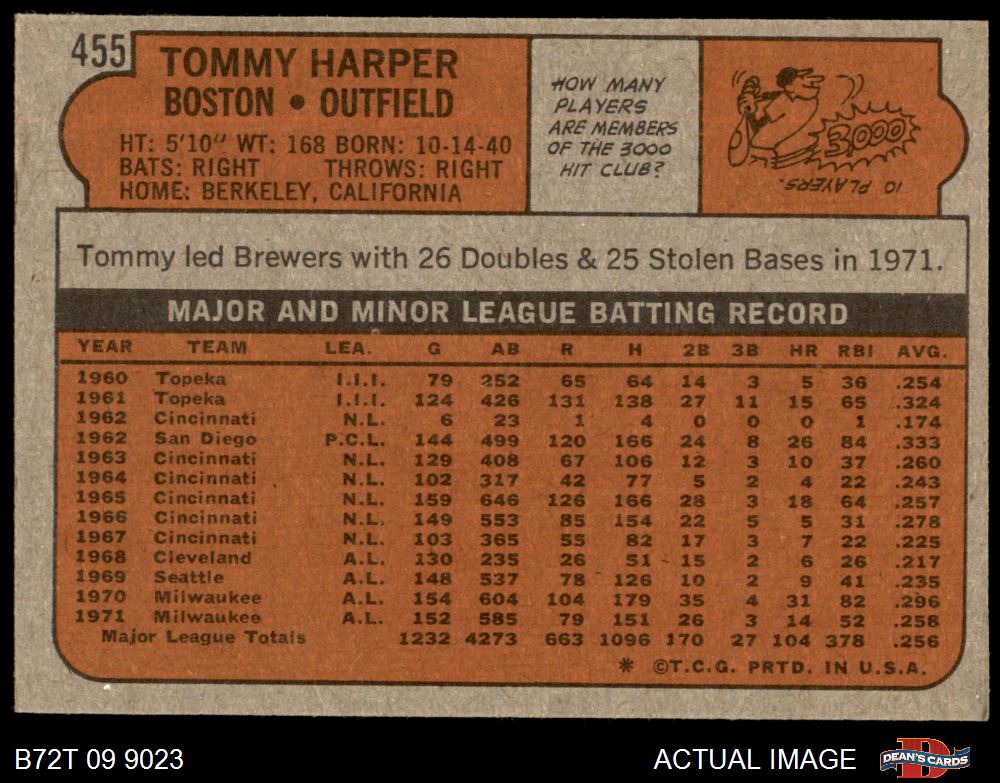 455
TOMMY HARPER
BOSTON • OUTFIELD
HT: 5'10" WT: 168 BORN: 10-14-40
BATS: RIGHT THROWS: RIGHT
HOME: BERKELEY, CALIFORNIA
HOW MANY
PLAYERS
ARE MEMBERS
OF THE 3000
HIT CLUB?
3000
10 PLAYERS.
Tommy led Brewers with 26 Doubles & 25 Stolen Bases in 1971.
MAJOR AND MINOR LEAGUE BATTING RECORD
YEAR TEAM LEA. G AB R H 2B 3B HR RBI AVG.
1960 Topeka I.I.I. 79 252 65 64 14 3 5 36 .254
1961 Topeka I.I.I. 124 426 131 138 27 11 15 65 .324
1962 Cincinnati N.L. 6 23 1 4 0 0 0 1 .174
1962 San Diego P.C.L. 144 499 120 166 24 8 26 84 .333
1963 Cincinnati N.L. 129 408 67 106 12 3 10 37 .260
1964 Cincinnati N.L. 102 317 42 77 5 2 4 22 .243
1965 Cincinnati N.L. 159 646 126 166 28 3 18 64 .257
1966 Cincinnati N.L. 149 553 85 154 22 5 5 31 .278
1967 Cincinnati N.L. 103 365 55 82 17 3 7 22 .225
1968 Cleveland A.L. 130 235 26 51 15 2 6 26 .217
1969 Seattle A.L. 148 537 78 126 10 2 9 41 .235
1970 Milwaukee A.L. 154 604 104 179 35 4 31 82 .296
1971 Milwaukee A.L. 152 585 79 151 26 3 14 52 .258
Major League Totals 1232 4273 663 1096 170 27 104 378 .256
* ©T.C.G. PRTD. IN U.S.A.
B72T 09 9023
ACTUAL IMAGE
D
DEAN'S CARDS